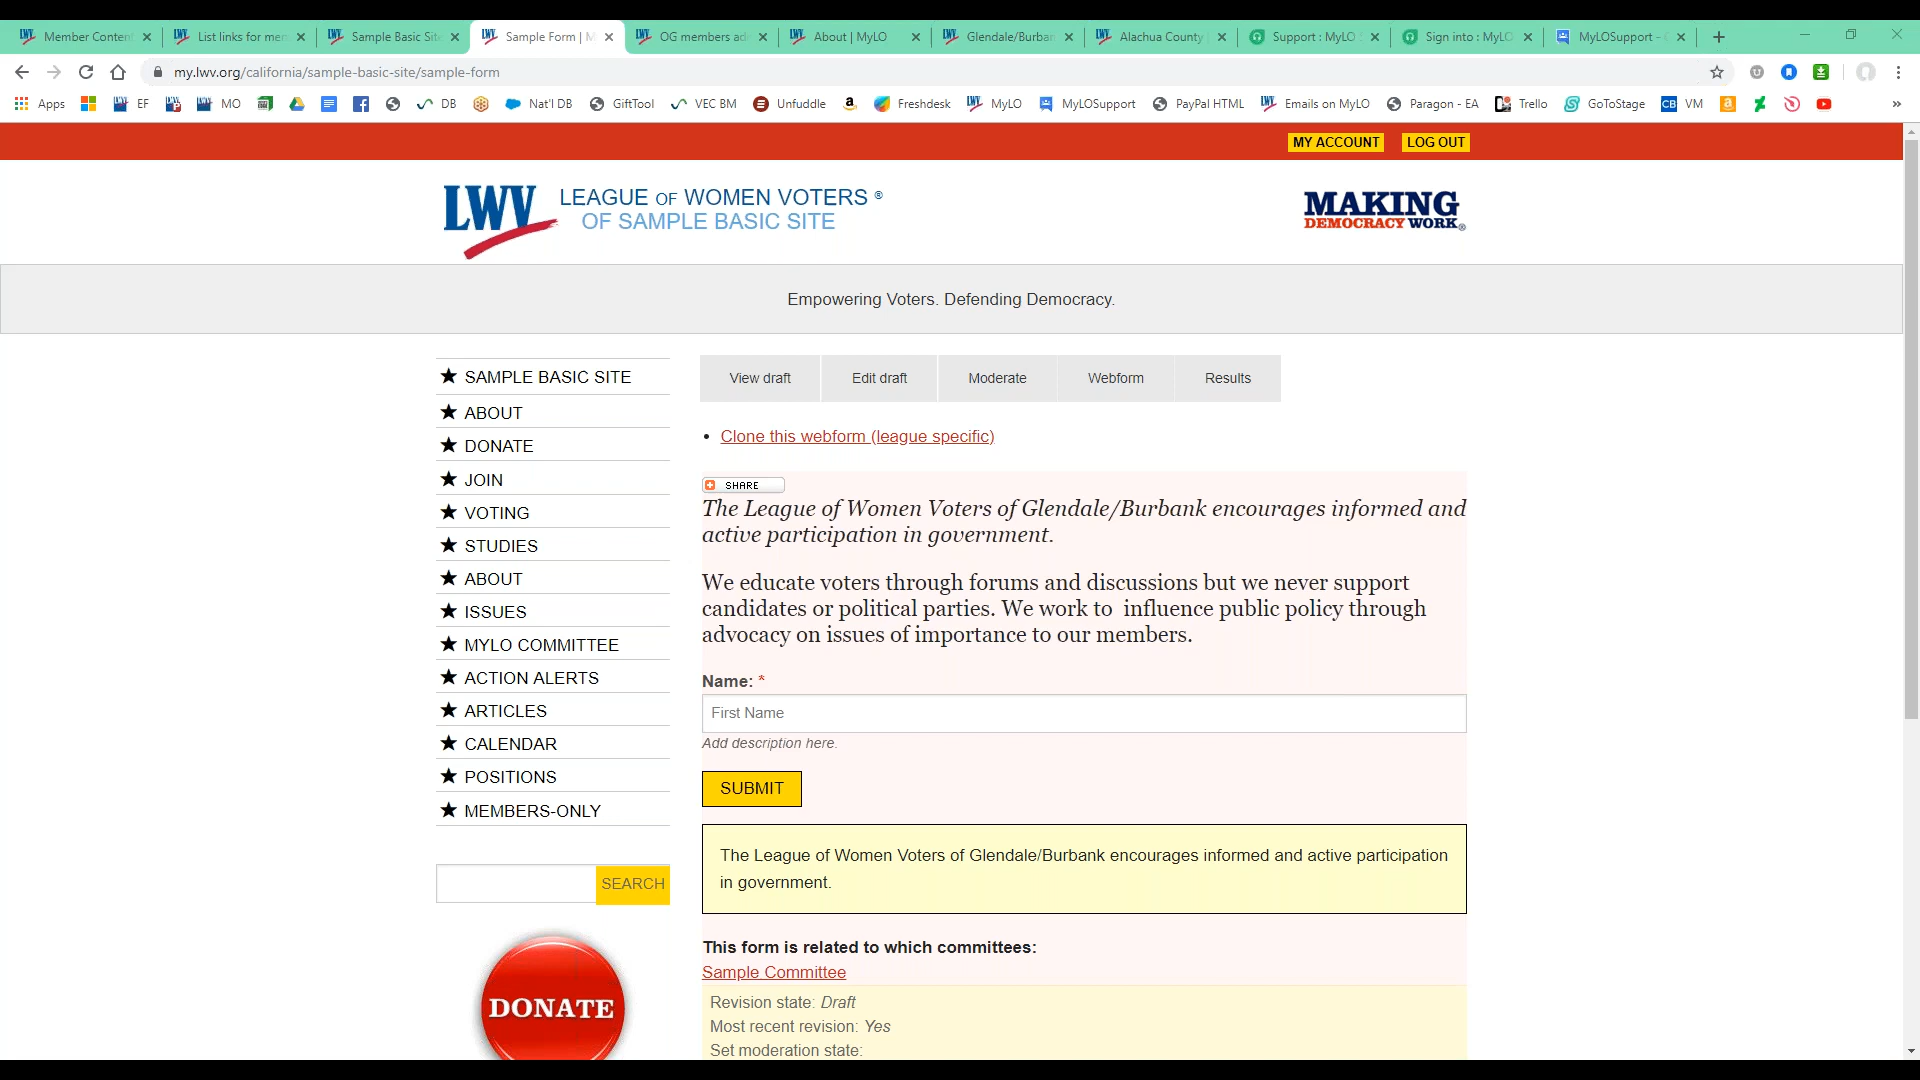 Member Conten
List links for mem
Sample Basic Site
Sample Form | M
OG members ad
About | MyLO
Glendale/Burban
Alachua County
Support : MyLO
Sign into : MyLO
MyLOSupport -
my.lwv.org/california/sample-basic-site/sample-form
Apps
EF
MO
DB
Nat'l DB
GiftTool
VEC BM
Unfuddle
Freshdesk
MyLO
MyLOSupport
PayPal HTML
Emails on MyLO
Paragon - EA
Trello
GoToStage
CB VM
MY ACCOUNT LOG OUT
LWV LEAGUE OF WOMEN VOTERS ®
OF SAMPLE BASIC SITE
MAKING
DEMOCRACY WORK®
Empowering Voters. Defending Democracy.
★ SAMPLE BASIC SITE
★ ABOUT
★ DONATE
★ JOIN
★ VOTING
★ STUDIES
★ ABOUT
★ ISSUES
★ MYLO COMMITTEE
★ ACTION ALERTS
★ ARTICLES
★ CALENDAR
★ POSITIONS
★ MEMBERS-ONLY
SEARCH
DONATE
View draft Edit draft Moderate Webform Results
• Clone this webform (league specific)
SHARE
The League of Women Voters of Glendale/Burbank encourages informed and
active participation in government.
We educate voters through forums and discussions but we never support
candidates or political parties. We work to influence public policy through
advocacy on issues of importance to our members.
Name: *
First Name
Add description here.
SUBMIT
The League of Women Voters of Glendale/Burbank encourages informed and active participation
in government.
This form is related to which committees:
Sample Committee
Revision state: Draft
Most recent revision: Yes
Set moderation state: